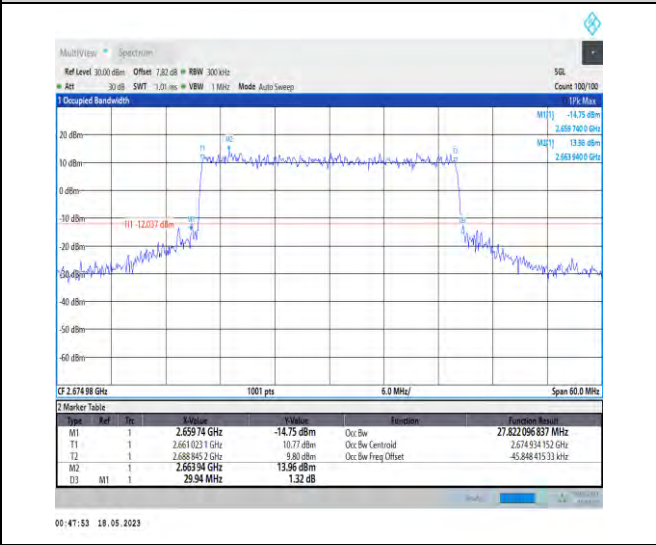 MultiView Spectrum
Ref Level 30.00 dBm Offset 7.82 dB RBW 300 kHz SGL
Att 30 dB SWT 1.01 ms VBW 1 MHz Mode Auto Sweep Count 100/100
1 Occupied Bandwidth 1Pk Max
M1[1] -14.75 dBm
2.659 740 0 GHz
M2[1] 13.96 dBm
2.663 940 0 GHz
20 dBm
10 dBm
0 dBm
-10 dBm
H1 -12.037 dBm
-20 dBm
-30 dBm
-40 dBm
-50 dBm
-60 dBm
M2
T1
T2
M1
D3
CF 2.674 98 GHz 1001 pts 6.0 MHz/ Span 60.0 MHz
2 Marker Table
Type Ref Trc X-Value Y-Value Function Function Result
M1 1 2.659 74 GHz -14.75 dBm Occ Bw 27.822 096 837 MHz
T1 1 2.661 023 1 GHz 10.77 dBm Occ Bw Centroid 2.674 934 152 GHz
T2 1 2.688 845 2 GHz 9.80 dBm Occ Bw Freq Offset -45.848 415 33 kHz
M2 1 2.663 94 GHz 13.96 dBm
D3 M1 1 29.94 MHz 1.32 dB
00:47:53 18.05.2023